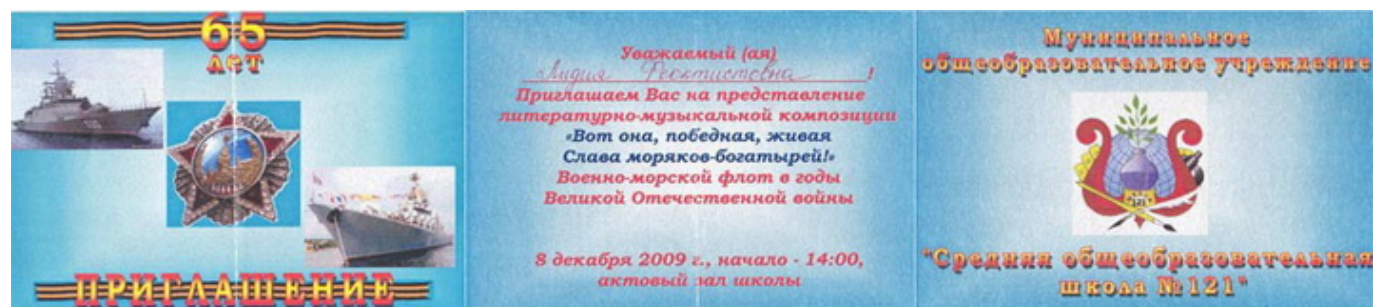 65
лет
ПРИГЛАШЕНИЕ
Уважаемый (ая)
Лидия Феоктистовна !
Приглашаем Вас на представление
литературно-музыкальной композиции
«Вот она, победная, живая
Слава моряков-богатырей!»
Военно-морской флот в годы
Великой Отечественной войны
8 декабря 2009 г., начало - 14:00,
актовый зал школы
Муниципальное
общеобразовательное учреждение
121
"Средняя общеобразовательная
школа №121"